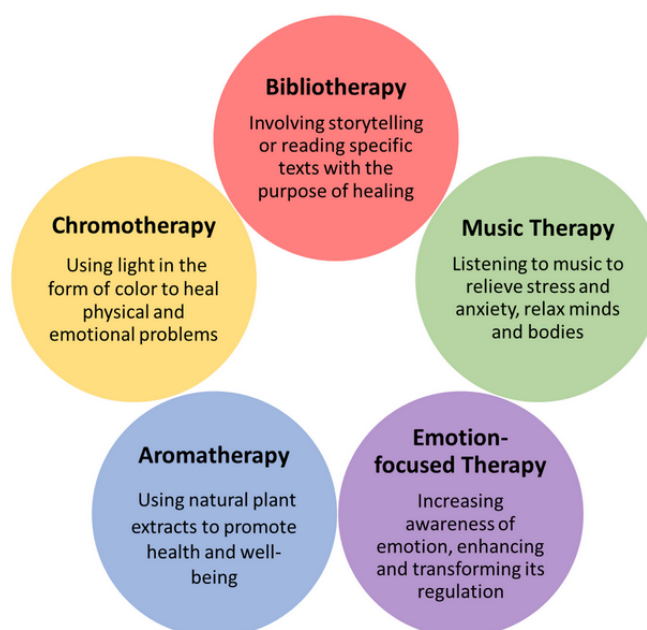 Bibliotherapy
Involving storytelling
or reading specific
texts with the
purpose of healing
Chromotherapy
Using light in the
form of color to heal
physical and
emotional problems
Music Therapy
Listening to music to
relieve stress and
anxiety, relax minds
and bodies
Aromatherapy
Using natural plant
extracts to promote
health and well-
being
Emotion-
focused Therapy
Increasing
awareness of
emotion, enhancing
and transforming its
regulation